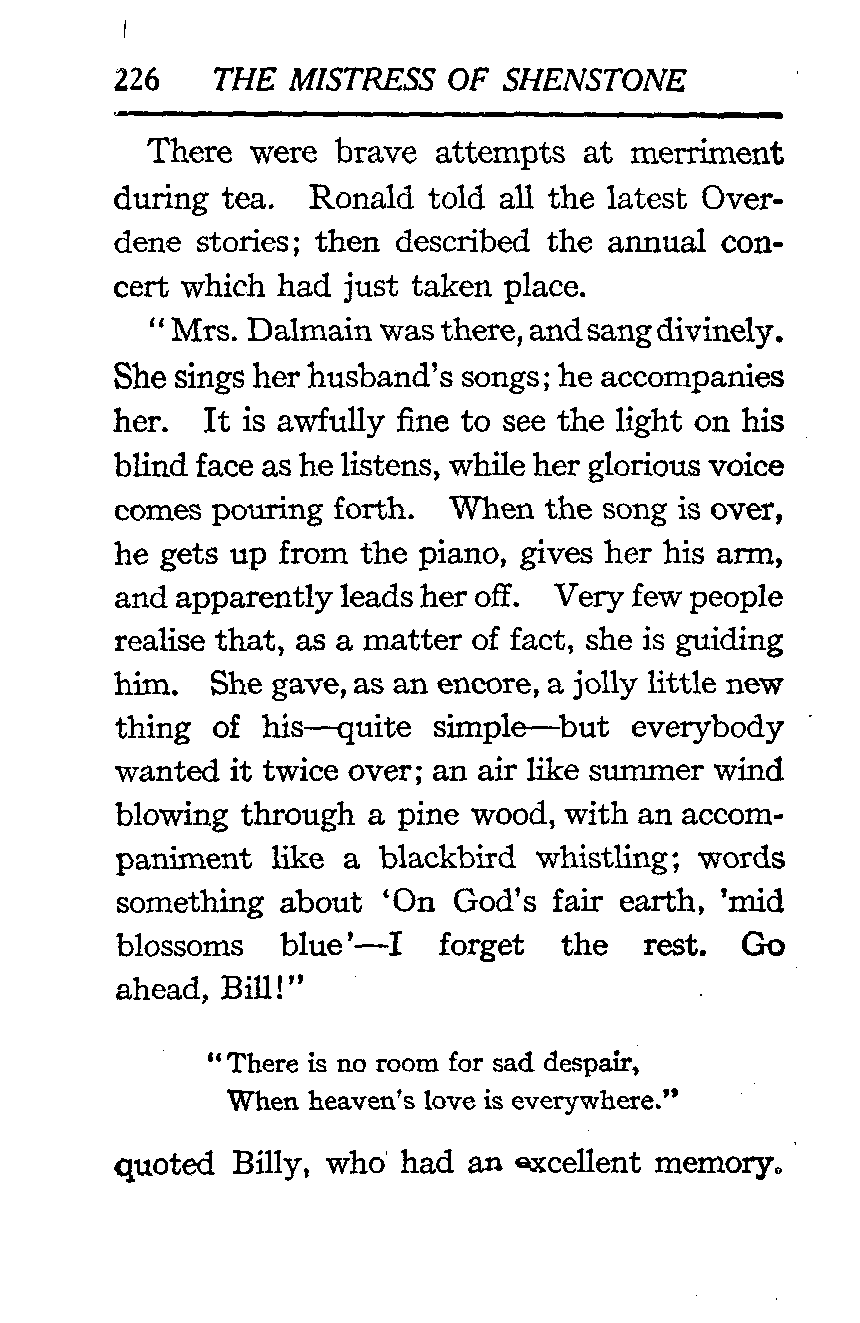 226 THE MISTRESS OF SHENSTONE
There were brave attempts at merriment
during tea. Ronald told all the latest Over-
dene stories; then described the annual con-
cert which had just taken place.
"Mrs. Dalmain was there, and sang divinely.
She sings her husband's songs; he accompanies
her. It is awfully fine to see the light on his
blind face as he listens, while her glorious voice
comes pouring forth. When the song is over,
he gets up from the piano, gives her his arm,
and apparently leads her off. Very few people
realise that, as a matter of fact, she is guiding
him. She gave, as an encore, a jolly little new
thing of his—quite simple—but everybody
wanted it twice over; an air like summer wind
blowing through a pine wood, with an accom-
paniment like a blackbird whistling; words
something about 'On God's fair earth, 'mid
blossoms blue'—I forget the rest. Go
ahead, Bill!"
"There is no room for sad despair,
When heaven's love is everywhere."
quoted Billy, who had an excellent memory.